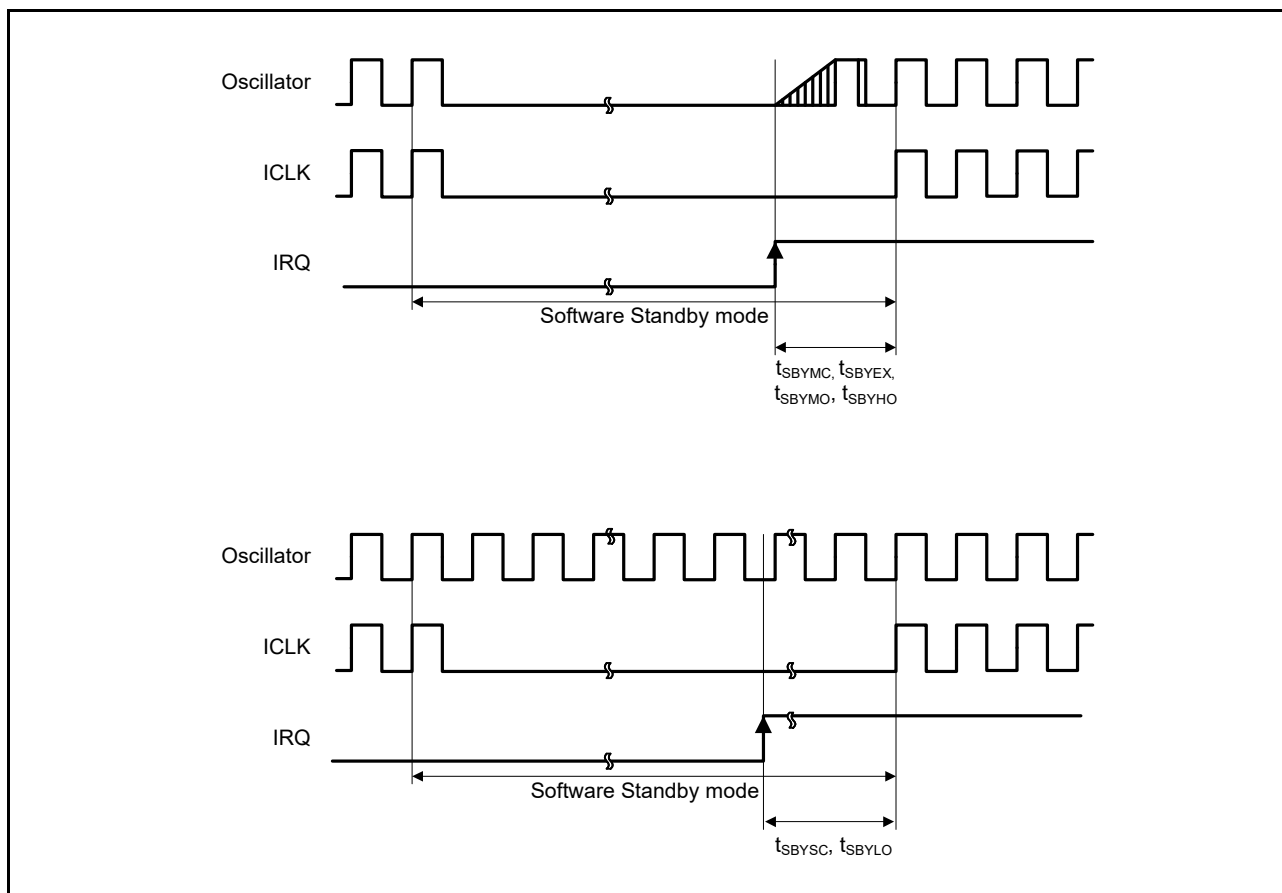 Oscillator
ICLK
IRQ
Software Standby mode
tSBYMC, tSBYEX,
tSBYMO, tSBYHO
Oscillator
ICLK
IRQ
Software Standby mode
tSBYSC, tSBYLO